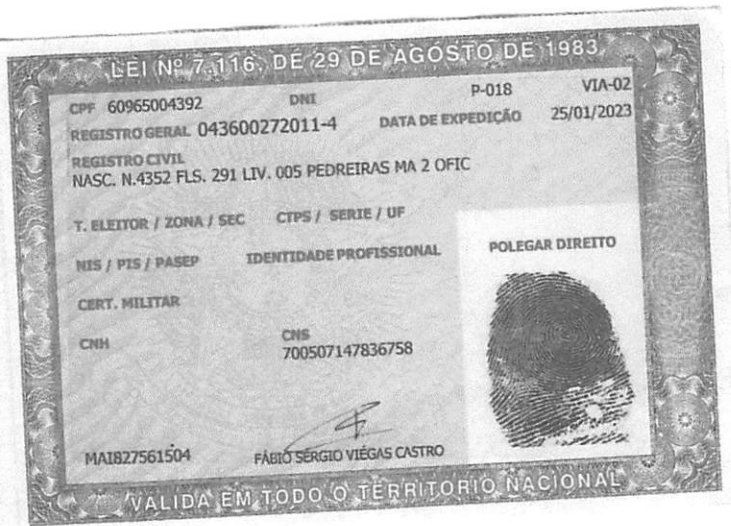 LEI Nº 7.116, DE 29 DE AGOSTO DE 1983
CPF 60965004392 DNI P-018 VIA-02
REGISTRO GERAL 043600272011-4 DATA DE EXPEDIÇÃO 25/01/2023
REGISTRO CIVIL
NASC. N.4352 FLS. 291 LIV. 005 PEDREIRAS MA 2 OFIC
T. ELEITOR / ZONA / SEC CTPS / SERIE / UF
NIS / PIS / PASEP IDENTIDADE PROFISSIONAL POLEGAR DIREITO
CERT. MILITAR
CNH CNS
700507147836758
MAI827561504 FÁBIO SÉRGIO VIÉGAS CASTRO
VÁLIDA EM TODO O TERRITÓRIO NACIONAL